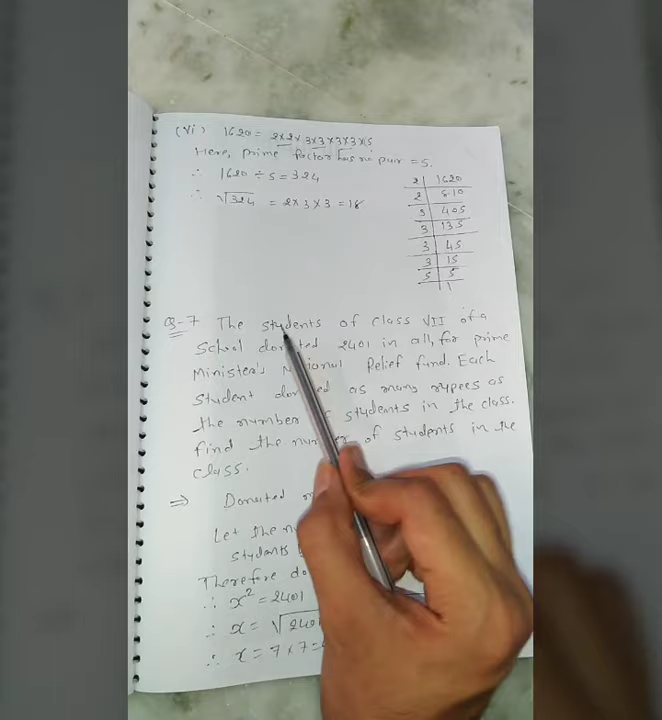 (vi) 1620 = 2×2×3×3×3×3×5
Here, prime factor has no pair = 5.
∴ 1620 ÷ 5 = 324
∴ √324 = 2×3×3 = 18
2 | 1620
2 | 810
3 | 405
3 | 135
3 | 45
3 | 15
5 | 5
1
Q-7 The students of class VII of a
School donated 2401 in all, for prime
Minister's National Relief fund. Each
student donated as many rupees as
the number of students in the class.
find the number of students in the
class.
⇒ Donated
Let the
students
Therefore
∴ x² = 2401
∴ x = √2401
∴ x = 7×7 =